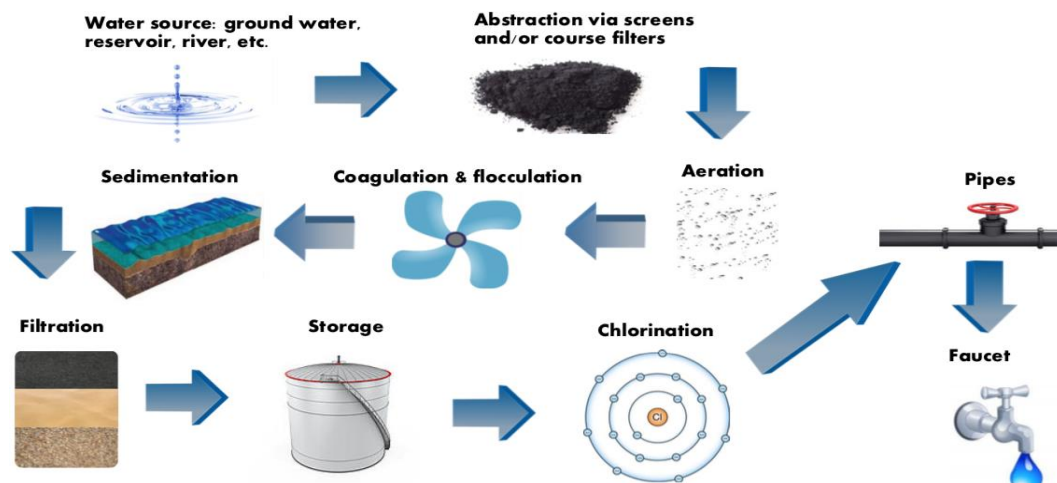 Water source: ground water,
reservoir, river, etc.
Abstraction via screens
and/or course filters
Aeration
Coagulation & flocculation
Sedimentation
Filtration
Storage
Chlorination
Cl
Pipes
Faucet